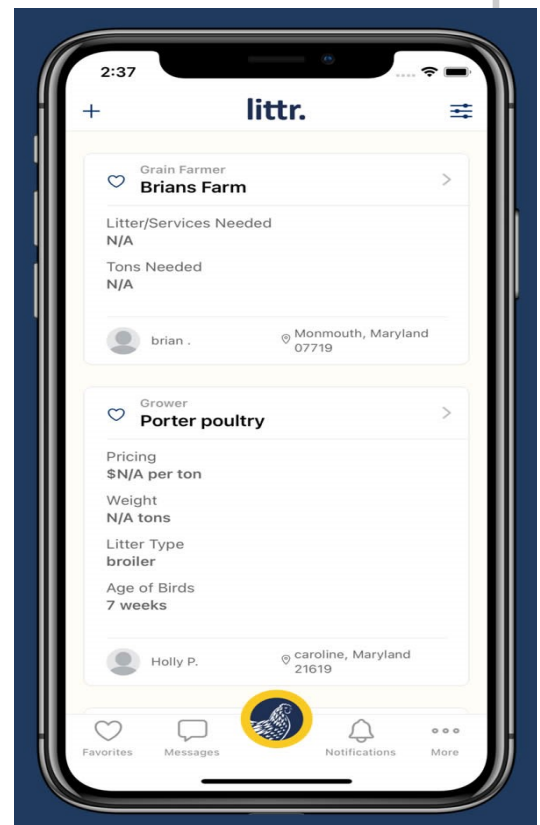 2:37
littr.
Grain Farmer
Brians Farm
Litter/Services Needed
N/A
Tons Needed
N/A
brian .
Monmouth, Maryland
07719
Grower
Porter poultry
Pricing
$N/A per ton
Weight
N/A tons
Litter Type
broiler
Age of Birds
7 weeks
Holly P.
caroline, Maryland
21619
Favorites Messages Notifications More